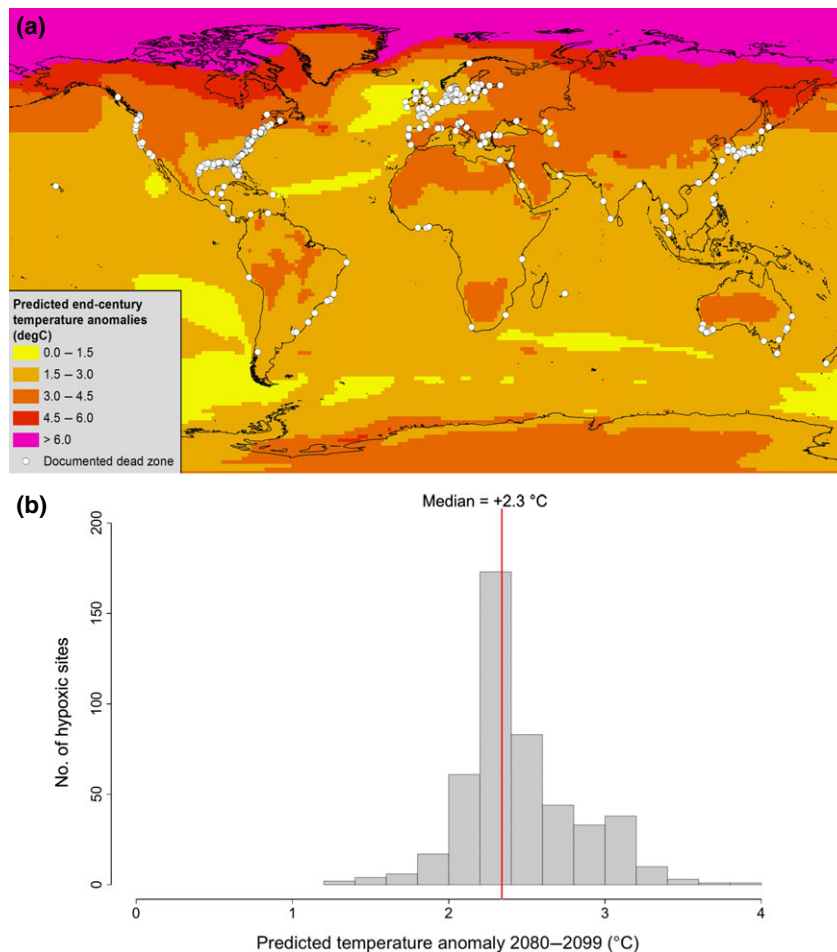 (a)
Predicted end-century
temperature anomalies
(degC)
0.0 – 1.5
1.5 – 3.0
3.0 – 4.5
4.5 – 6.0
> 6.0
Documented dead zone
(b)
Median = +2.3 °C
200
150
100
50
0
No. of hypoxic sites
0 1 2 3 4
Predicted temperature anomaly 2080–2099 (°C)